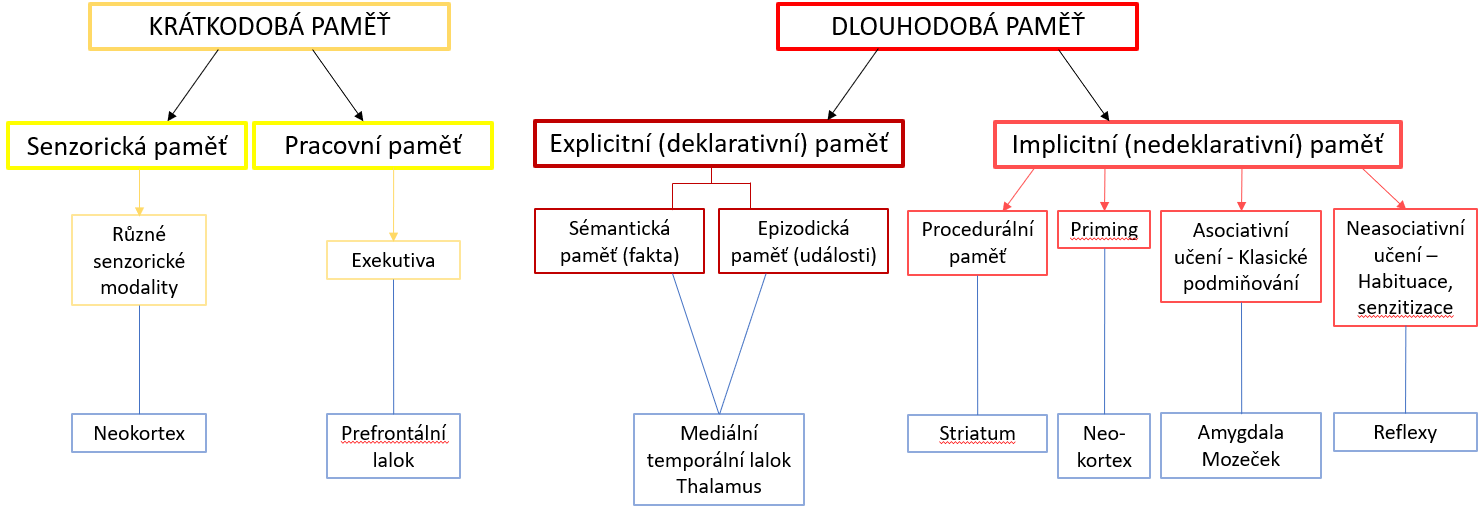 KRÁTKODOBÁ PAMĚŤ
DLOUHODOBÁ PAMĚŤ
Senzorická paměť
Pracovní paměť
Explicitní (deklarativní) paměť
Implicitní (nedeklarativní) paměť
Různé
senzorické
modality
Exekutiva
Sémantická
paměť (fakta)
Epizodická
paměť (události)
Procedurální
paměť
Priming
Asociativní
učení - Klasické
podmiňování
Neasociativní
učení –
Habituace,
senzitizace
Neokortex
Prefrontální
lalok
Mediální
temporální lalok
Thalamus
Striatum
Neo-
kortex
Amygdala
Mozeček
Reflexy